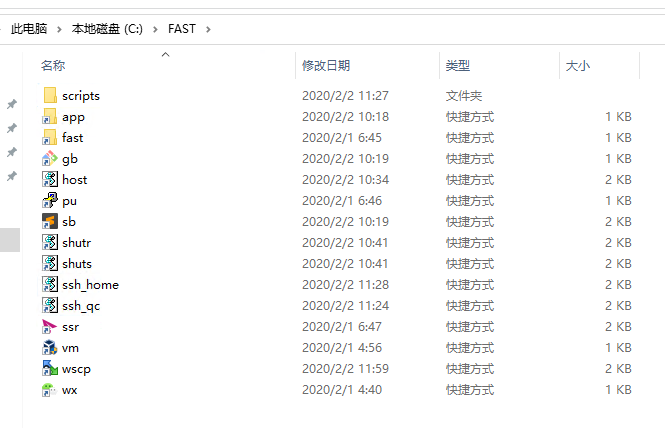 此电脑 > 本地磁盘 (C:) > FAST >
名称 修改日期 类型 大小
scripts 2020/2/2 11:27 文件夹
app 2020/2/2 10:18 快捷方式 1 KB
fast 2020/2/1 6:45 快捷方式 1 KB
gb 2020/2/2 10:19 快捷方式 1 KB
host 2020/2/2 10:34 快捷方式 2 KB
pu 2020/2/1 6:46 快捷方式 1 KB
sb 2020/2/2 10:19 快捷方式 2 KB
shutr 2020/2/2 10:41 快捷方式 2 KB
shuts 2020/2/2 10:41 快捷方式 2 KB
ssh_home 2020/2/2 11:28 快捷方式 2 KB
ssh_qc 2020/2/2 11:24 快捷方式 2 KB
ssr 2020/2/1 6:47 快捷方式 2 KB
vm 2020/2/1 4:56 快捷方式 1 KB
wscp 2020/2/2 11:59 快捷方式 2 KB
wx 2020/2/1 4:40 快捷方式 1 KB